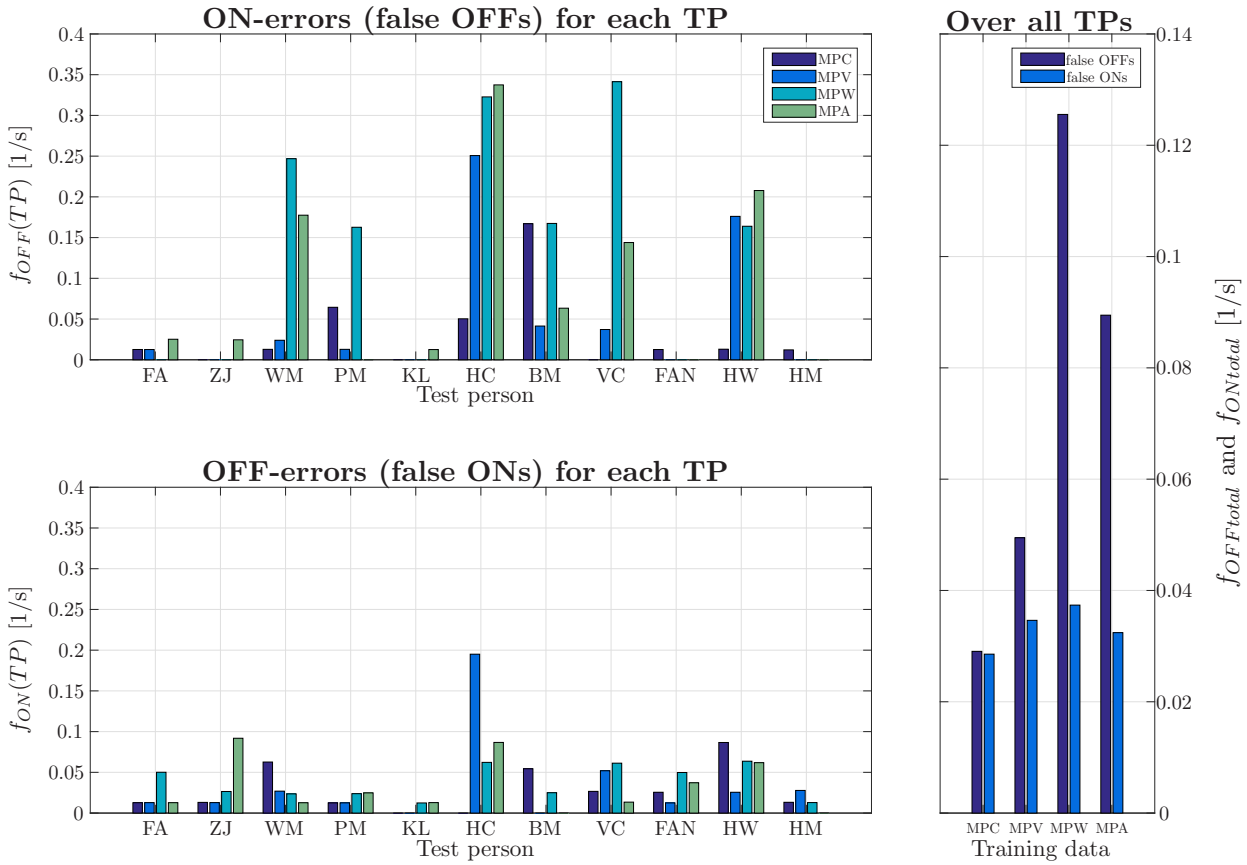 ON-errors (false OFFs) for each TP
0.4
0.35
0.3
0.25
0.2
0.15
0.1
0.05
0
f_OFF(TP) [1/s]
MPC
MPV
MPW
MPA
FA ZJ WM PM KL HC BM VC FAN HW HM
Test person
OFF-errors (false ONs) for each TP
0.4
0.35
0.3
0.25
0.2
0.15
0.1
0.05
0
f_ON(TP) [1/s]
FA ZJ WM PM KL HC BM VC FAN HW HM
Test person
Over all TPs
false OFFs
false ONs
0.14
0.12
0.1
0.08
0.06
0.04
0.02
0
f_OFFtotal and f_ONtotal [1/s]
MPC MPV MPW MPA
Training data